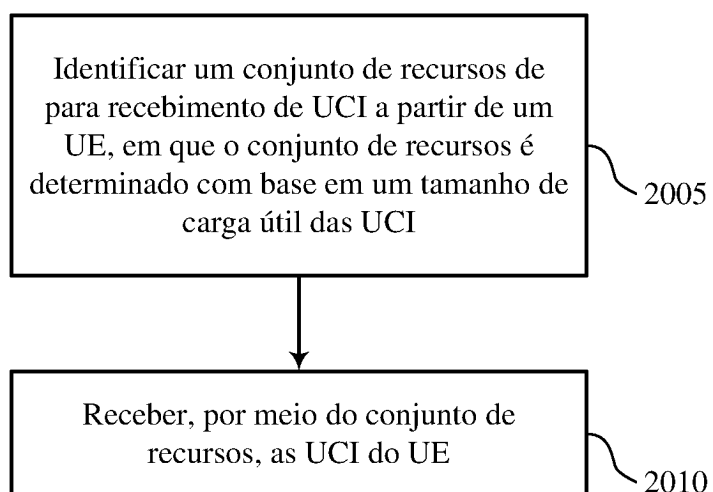 Identificar um conjunto de recursos de
para recebimento de UCI a partir de um
UE, em que o conjunto de recursos é
determinado com base em um tamanho de
carga útil das UCI
2005
Receber, por meio do conjunto de
recursos, as UCI do UE
2010